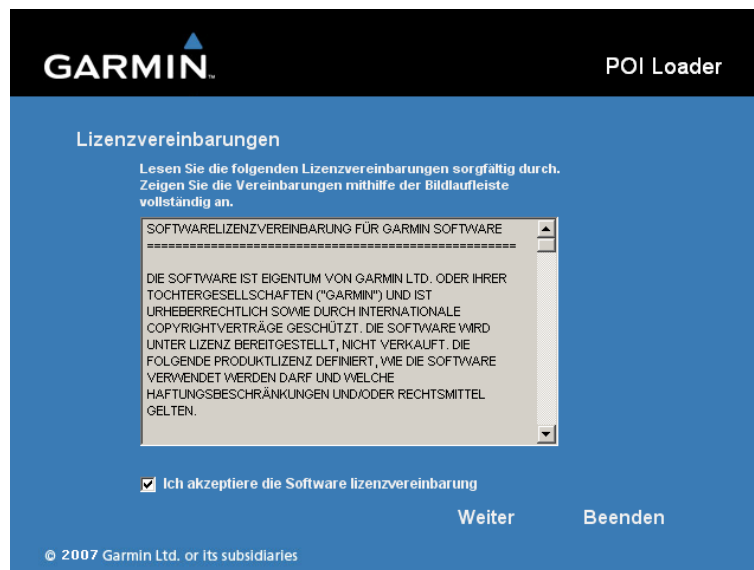 GARMIN™
POI Loader
Lizenzvereinbarungen
Lesen Sie die folgenden Lizenzvereinbarungen sorgfältig durch.
Zeigen Sie die Vereinbarungen mithilfe der Bildlaufleiste
vollständig an.
SOFTWARELIZENZVEREINBARUNG FÜR GARMIN SOFTWARE
====================================================
DIE SOFTWARE IST EIGENTUM VON GARMIN LTD. ODER IHRER
TOCHTERGESELLSCHAFTEN ("GARMIN") UND IST
URHEBERRECHTLICH SOWIE DURCH INTERNATIONALE
COPYRIGHTVERTRÄGE GESCHÜTZT. DIE SOFTWARE WIRD
UNTER LIZENZ BEREITGESTELLT, NICHT VERKAUFT. DIE
FOLGENDE PRODUKTLIZENZ DEFINIERT, WIE DIE SOFTWARE
VERWENDET WERDEN DARF UND WELCHE
HAFTUNGSBESCHRÄNKUNGEN UND/ODER RECHTSMITTEL
GELTEN.
Ich akzeptiere die Software lizenzvereinbarung
Weiter
Beenden
© 2007 Garmin Ltd. or its subsidiaries